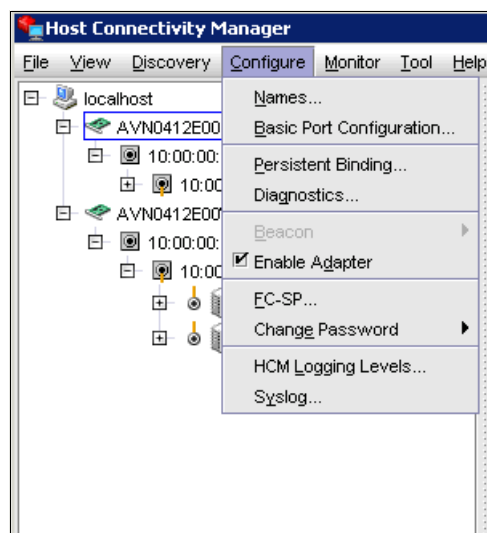 Host Connectivity Manager
File View Discovery Configure Monitor Tool Help
localhost
AVN0412E00
10:00:00:
10:00
AVN0412E00
10:00:00:
10:00
Names...
Basic Port Configuration...
Persistent Binding...
Diagnostics...
Beacon
Enable Adapter
FC-SP...
Change Password
HCM Logging Levels...
Syslog...